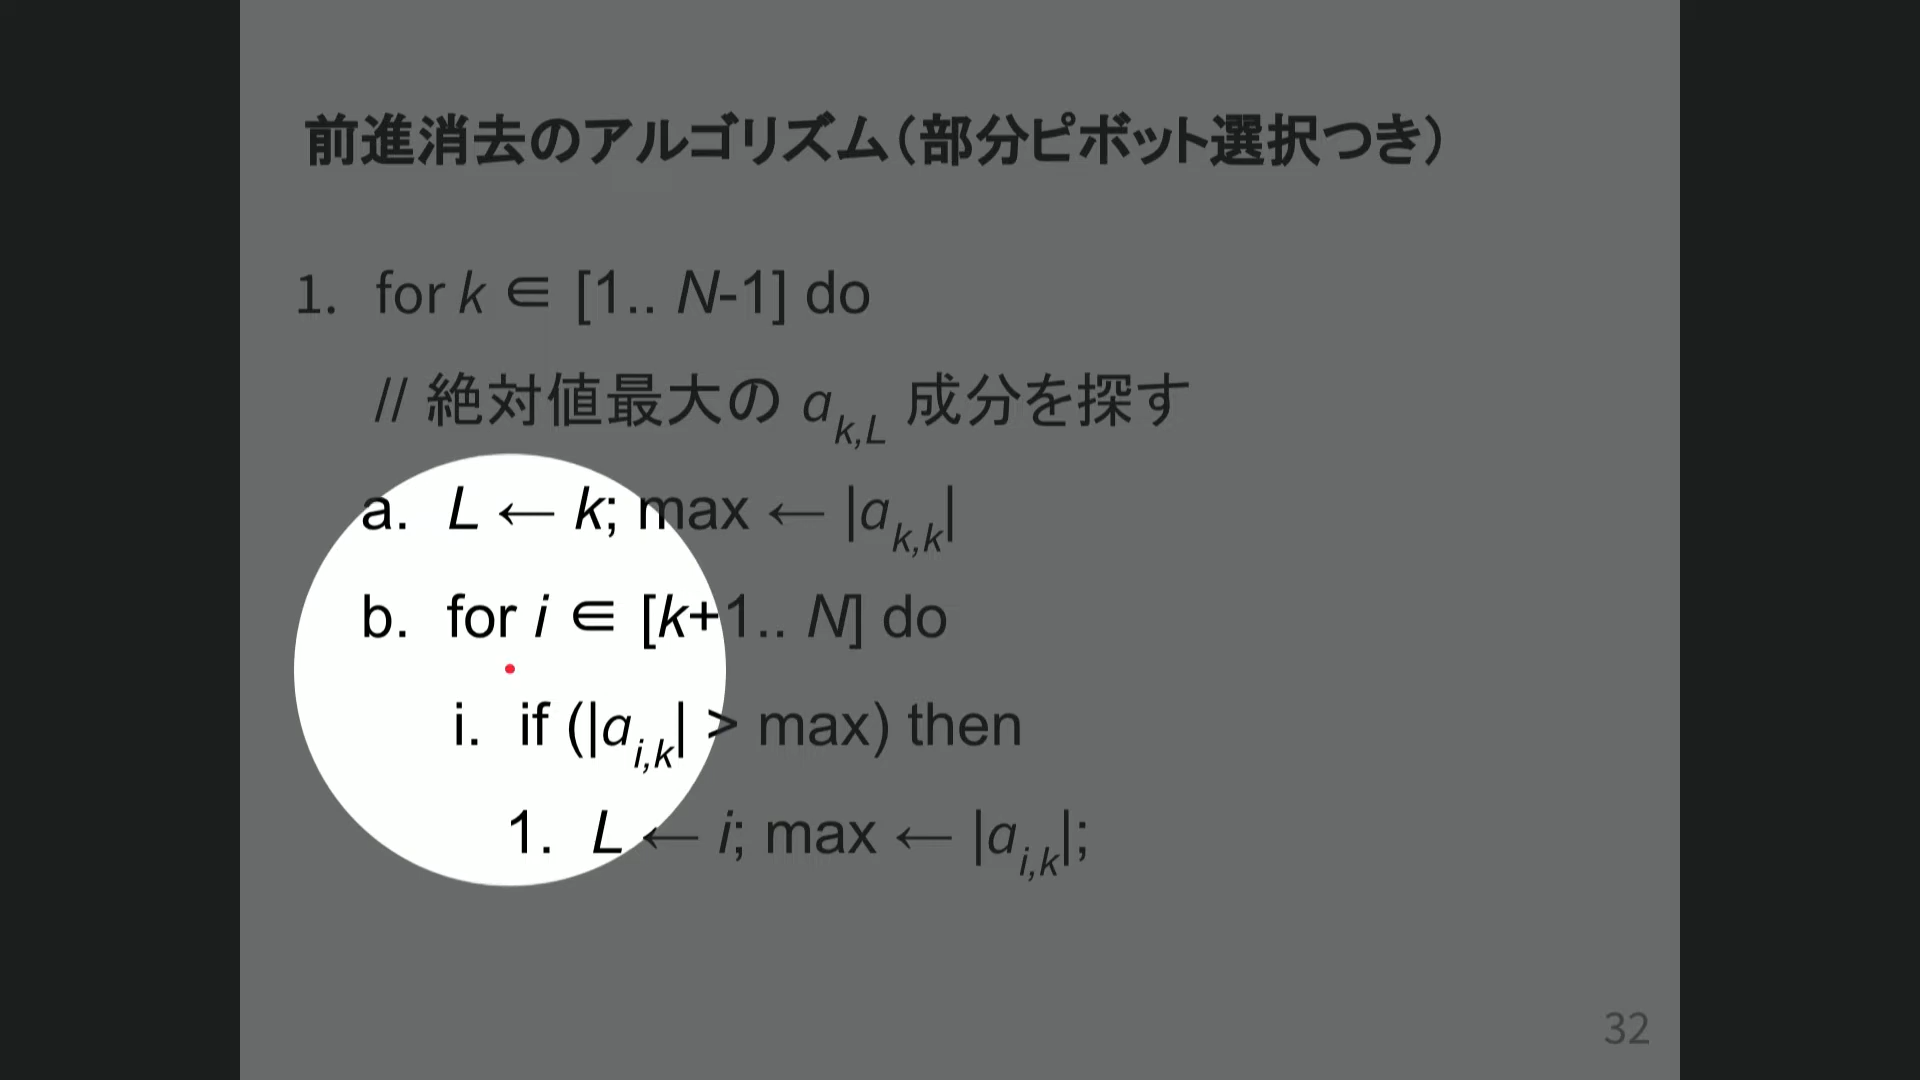 前進消去のアルゴリズム（部分ピボット選択つき）
1. for k ∈ [1.. N-1] do
// 絶対値最大の a_{k,L} 成分を探す
a. L ← k; max ← |a_{k,k}|
b. for i ∈ [k+1.. N] do
i. if (|a_{i,k}| > max) then
1. L ← i; max ← |a_{i,k}|;
32